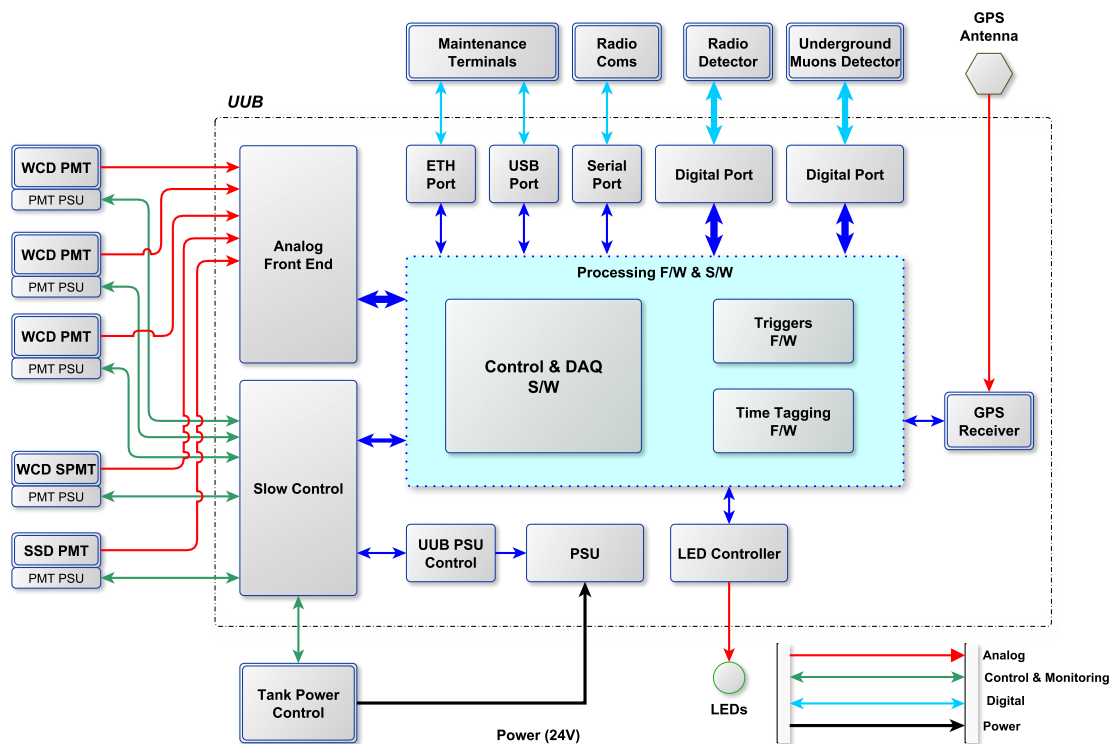 GPS
Antenna
Maintenance
Terminals
Radio
Coms
Radio
Detector
Underground
Muons Detector
UUB
ETH
Port
USB
Port
Serial
Port
Digital Port
Digital Port
WCD PMT
PMT PSU
WCD PMT
PMT PSU
WCD PMT
PMT PSU
WCD SPMT
PMT PSU
SSD PMT
PMT PSU
Analog
Front End
Slow Control
Processing F/W & S/W
Control & DAQ
S/W
Triggers
F/W
Time Tagging
F/W
GPS
Receiver
UUB PSU
Control
PSU
LED Controller
Tank Power
Control
Power (24V)
LEDs
Analog
Control & Monitoring
Digital
Power